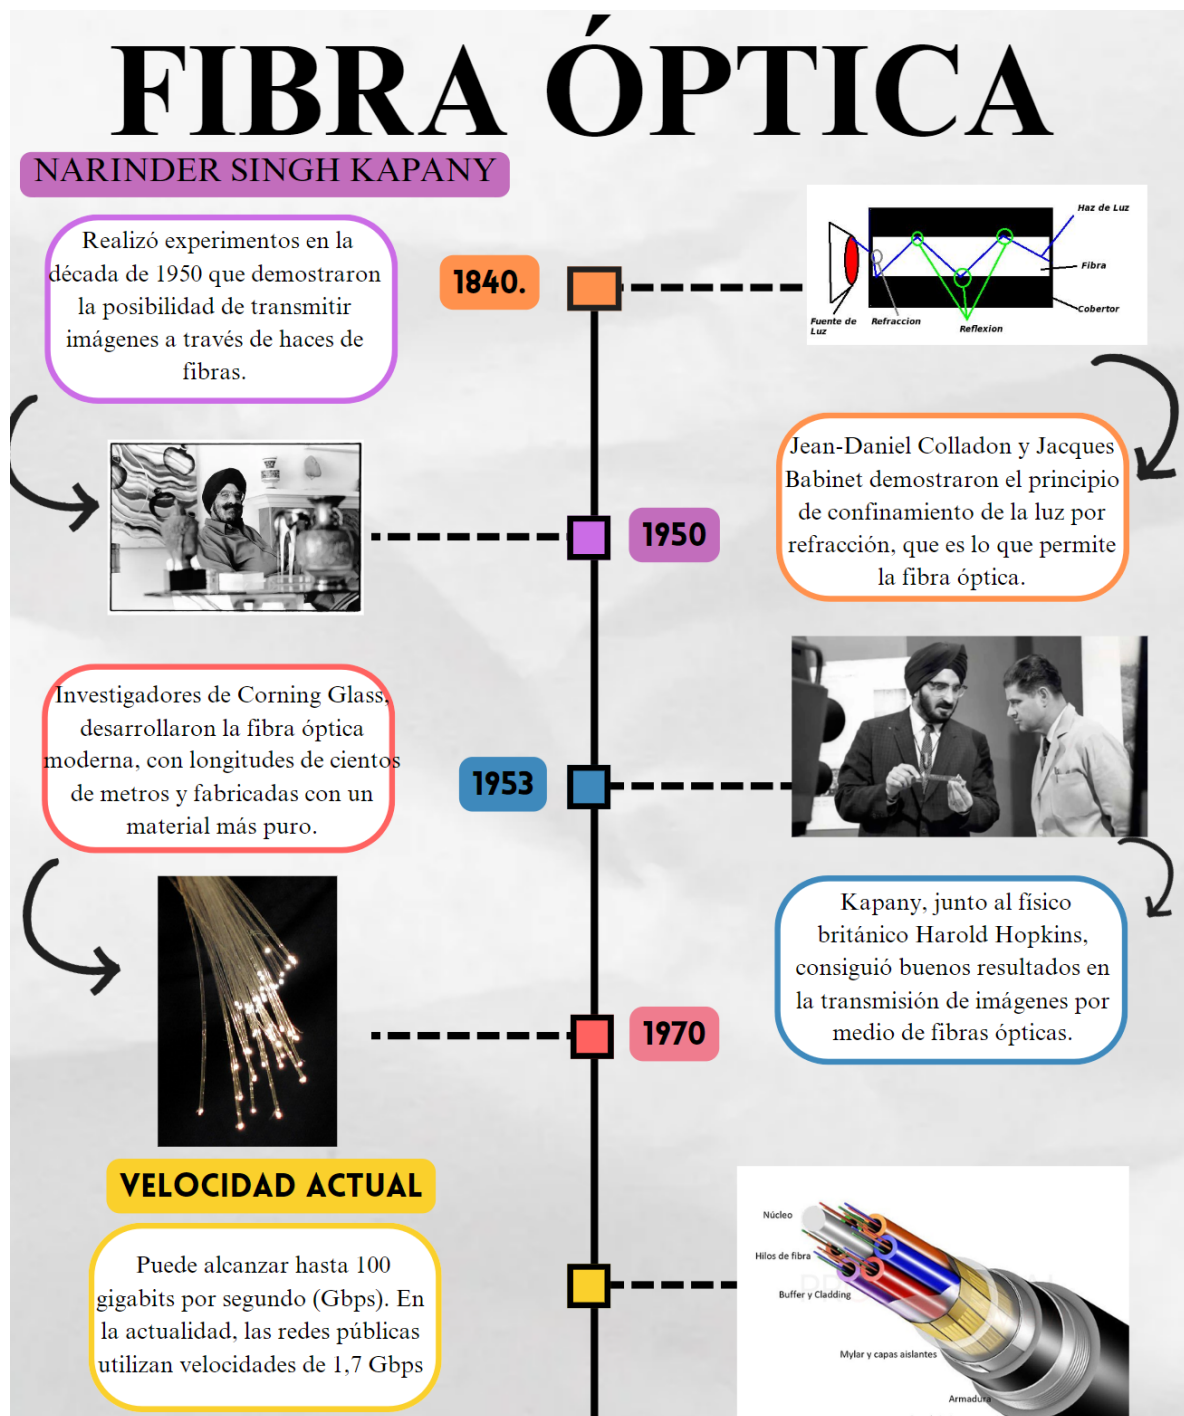 FIBRA ÓPTICA
NARINDER SINGH KAPANY
Realizó experimentos en la
década de 1950 que demostraron
la posibilidad de transmitir
imágenes a través de haces de
fibras.
1840.
Haz de Luz
Fibra
Cobertor
Fuente de
Luz
Refraccion
Reflexion
Jean-Daniel Colladon y Jacques
Babinet demostraron el principio
de confinamiento de la luz por
refracción, que es lo que permite
la fibra óptica.
1950
Investigadores de Corning Glass,
desarrollaron la fibra óptica
moderna, con longitudes de cientos
de metros y fabricadas con un
material más puro.
1953
Kapany, junto al físico
británico Harold Hopkins,
consiguió buenos resultados en
la transmisión de imágenes por
medio de fibras ópticas.
1970
VELOCIDAD ACTUAL
Puede alcanzar hasta 100
gigabits por segundo (Gbps). En
la actualidad, las redes públicas
utilizan velocidades de 1,7 Gbps
Núcleo
Hilos de fibra
Buffer y Cladding
Mylar y capas aislantes
Armadura